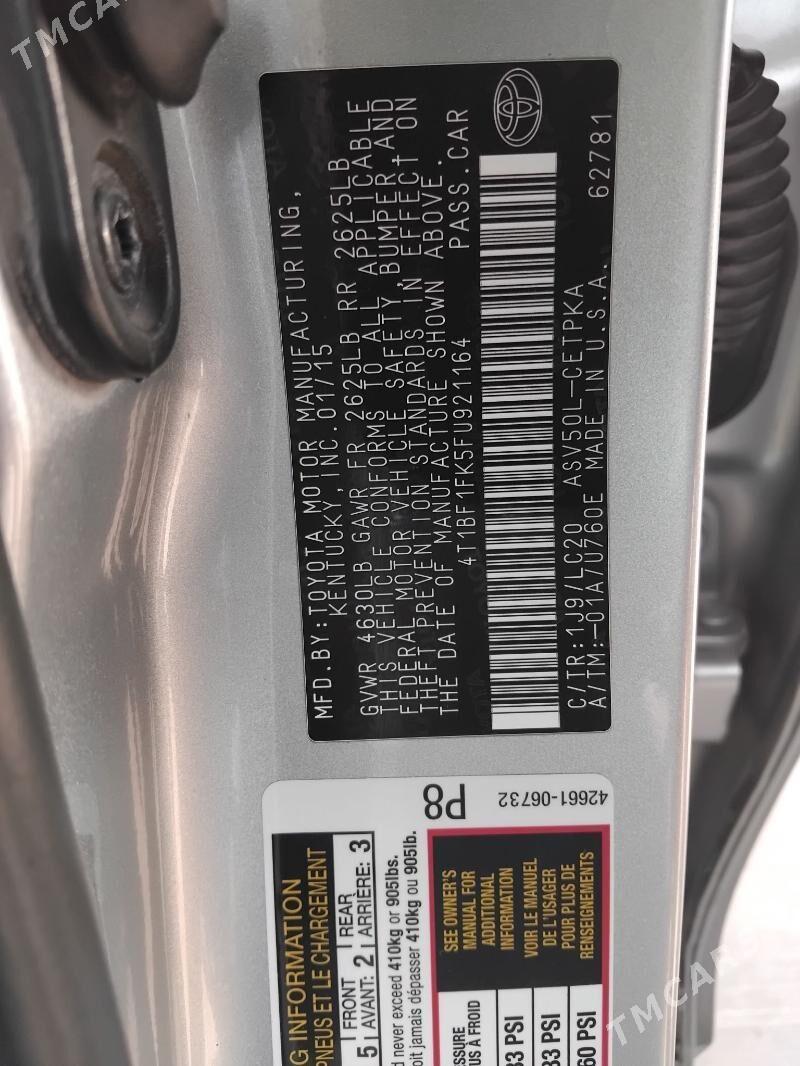 TMCAR
MFD.BY:TOYOTA MOTOR MANUFACTURING,
KENTUCKY, INC.01/15
GVWR 4630LB GAWR FR 2625LB RR 2625LB
THIS VEHICLE CONFORMS TO ALL APPLICABLE
FEDERAL MOTOR VEHICLE SAFETY, BUMPER, AND
THEFT PREVENTION STANDARDS IN EFFECT ON
THE DATE OF MANUFACTURE SHOWN ABOVE.
4T1BF1FK5FU921164 PASS.CAR
C/TR:1J9/LC20 ASV50L-CETPKA 62781
A/TM:-01A/U760E MADE IN U.S.A.
INFORMATION
PNEUS ET LE CHARGEMENT
5 FRONT AVANT: 2 REAR ARRIÈRE: 3
never exceed 410kg or 905lbs.
jamais dépasser 410kg ou 905lb.
À FROID
PSI
PSI
60 PSI
SEE OWNER'S
MANUAL FOR
ADDITIONAL
INFORMATION
VOIR LE MANUEL
DE L'USAGER
POUR PLUS DE
RENSEIGNEMENTS
P8
42661-06732
TMCAR